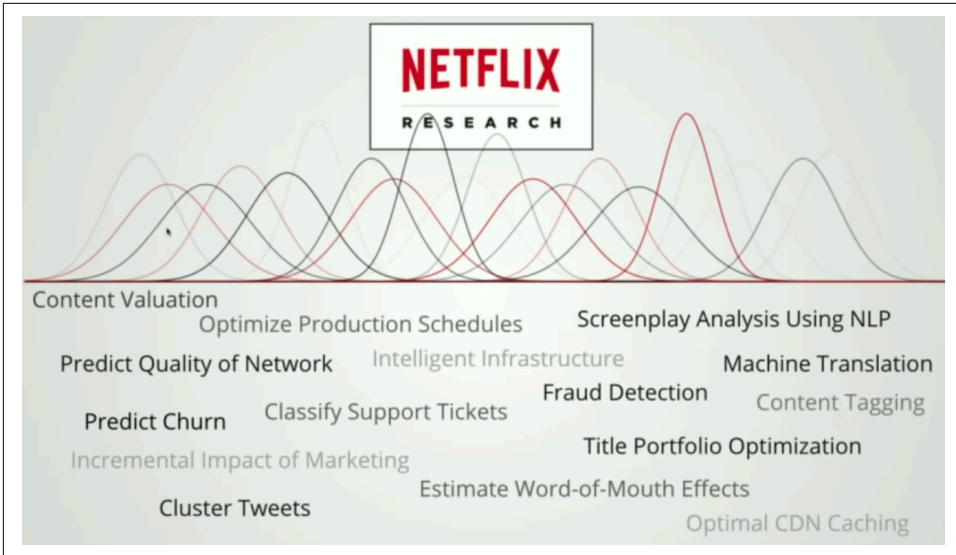 NETFLIX
RESEARCH
Content Valuation
Optimize Production Schedules
Screenplay Analysis Using NLP
Predict Quality of Network
Intelligent Infrastructure
Machine Translation
Fraud Detection
Content Tagging
Predict Churn
Classify Support Tickets
Title Portfolio Optimization
Incremental Impact of Marketing
Estimate Word-of-Mouth Effects
Cluster Tweets
Optimal CDN Caching